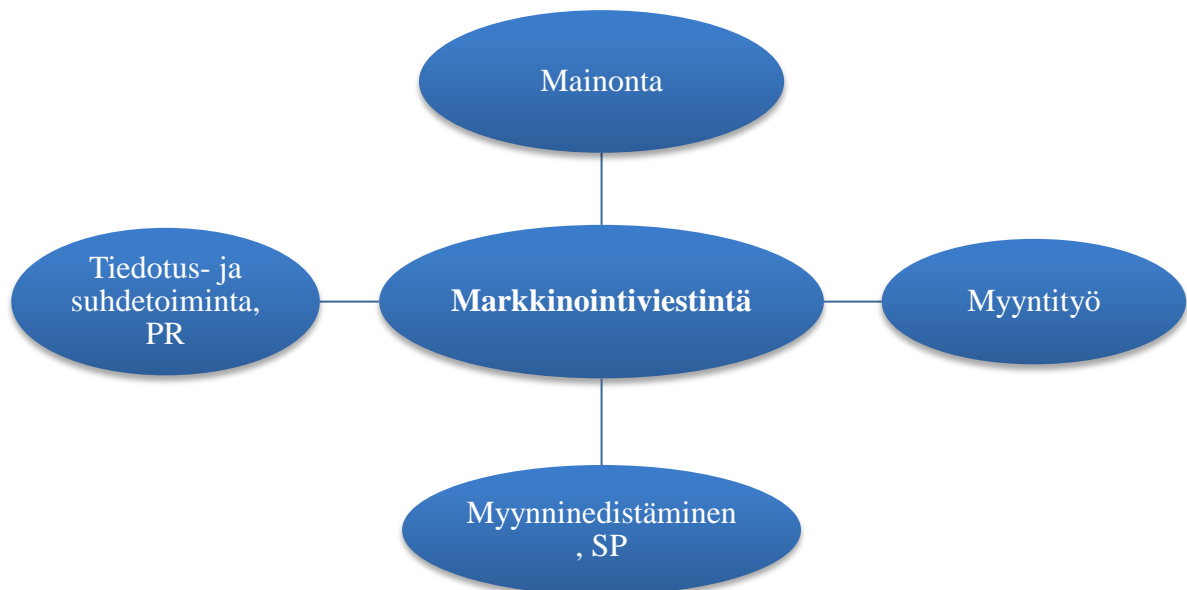 Mainonta
Tiedotus- ja
suhdetoiminta,
PR
Markkinointiviestintä
Myyntityö
Myynninedistäminen
, SP